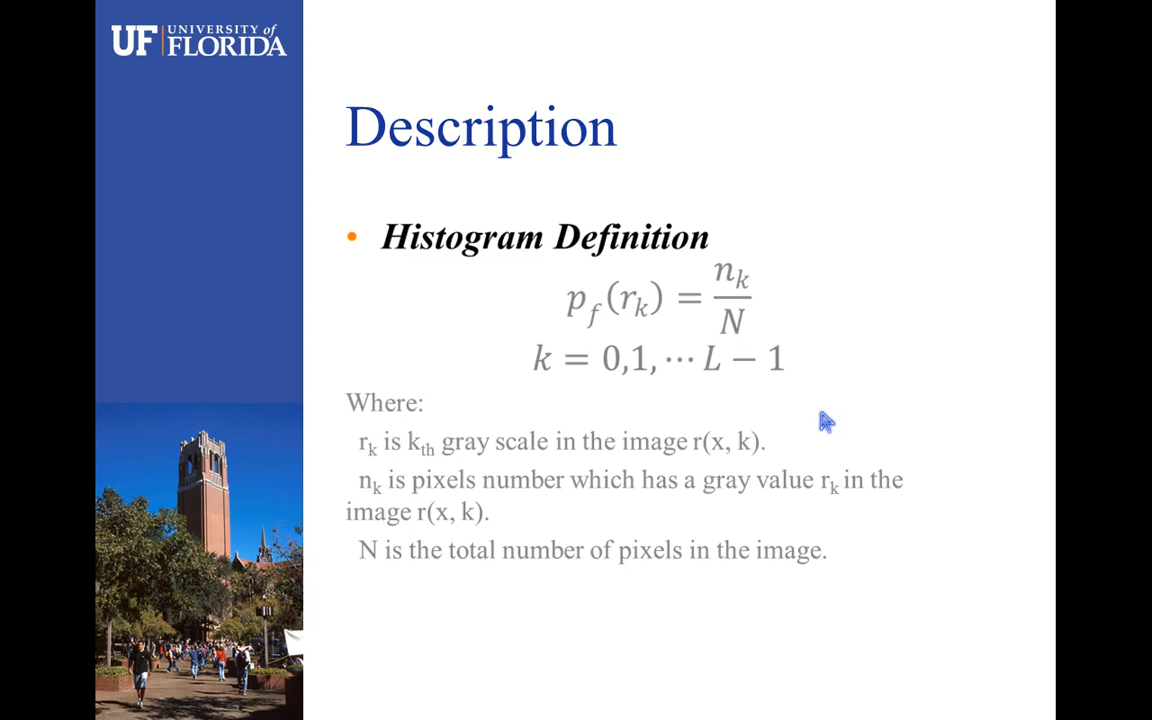 UF UNIVERSITY of
FLORIDA
Description
• Histogram Definition
p_f(r_k) = n_k/N
k = 0,1, ⋯ L − 1
Where:
r_k is k_th gray scale in the image r(x, k).
n_k is pixels number which has a gray value r_k in the
image r(x, k).
N is the total number of pixels in the image.